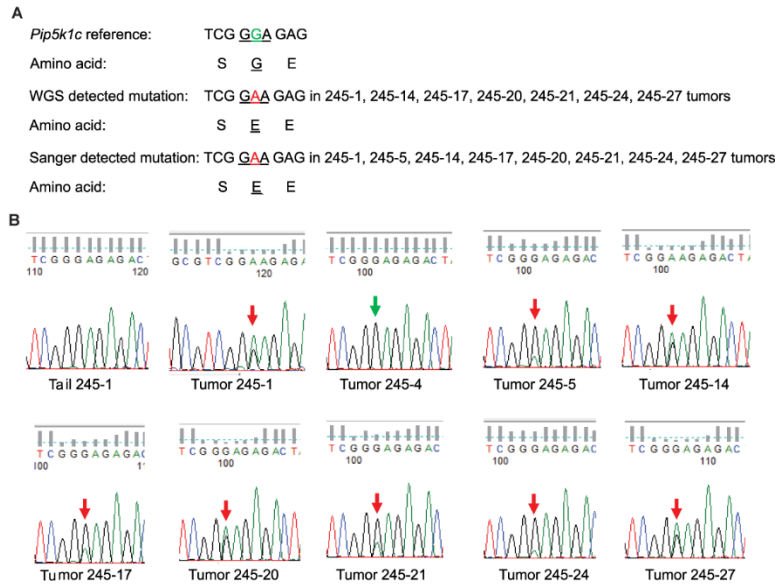 A
Pip5k1c reference: TCG GGA GAG
Amino acid: S G E
WGS detected mutation: TCG GAA GAG in 245-1, 245-14, 245-17, 245-20, 245-21, 245-24, 245-27 tumors
Amino acid: S E E
Sanger detected mutation: TCG GAA GAG in 245-1, 245-5, 245-14, 245-17, 245-20, 245-21, 245-24, 245-27 tumors
Amino acid: S E E
B
TCGGGAGAGACT GCGTCGGAAGAGA TCGGGAGAGACTA TCGGGAGAGAC TCGGAAGAGACTA
110 120 120 100 100 100
Tail 245-1 Tumor 245-1 Tumor 245-4 Tumor 245-5 Tumor 245-14
TCGGGAGAGAC TCGGGAGAGACTA TCGGGAGAGAC TCGGGAGAGAC TCGGGAGAGAC
100 100 100 100 110
Tumor 245-17 Tumor 245-20 Tumor 245-21 Tumor 245-24 Tumor 245-27